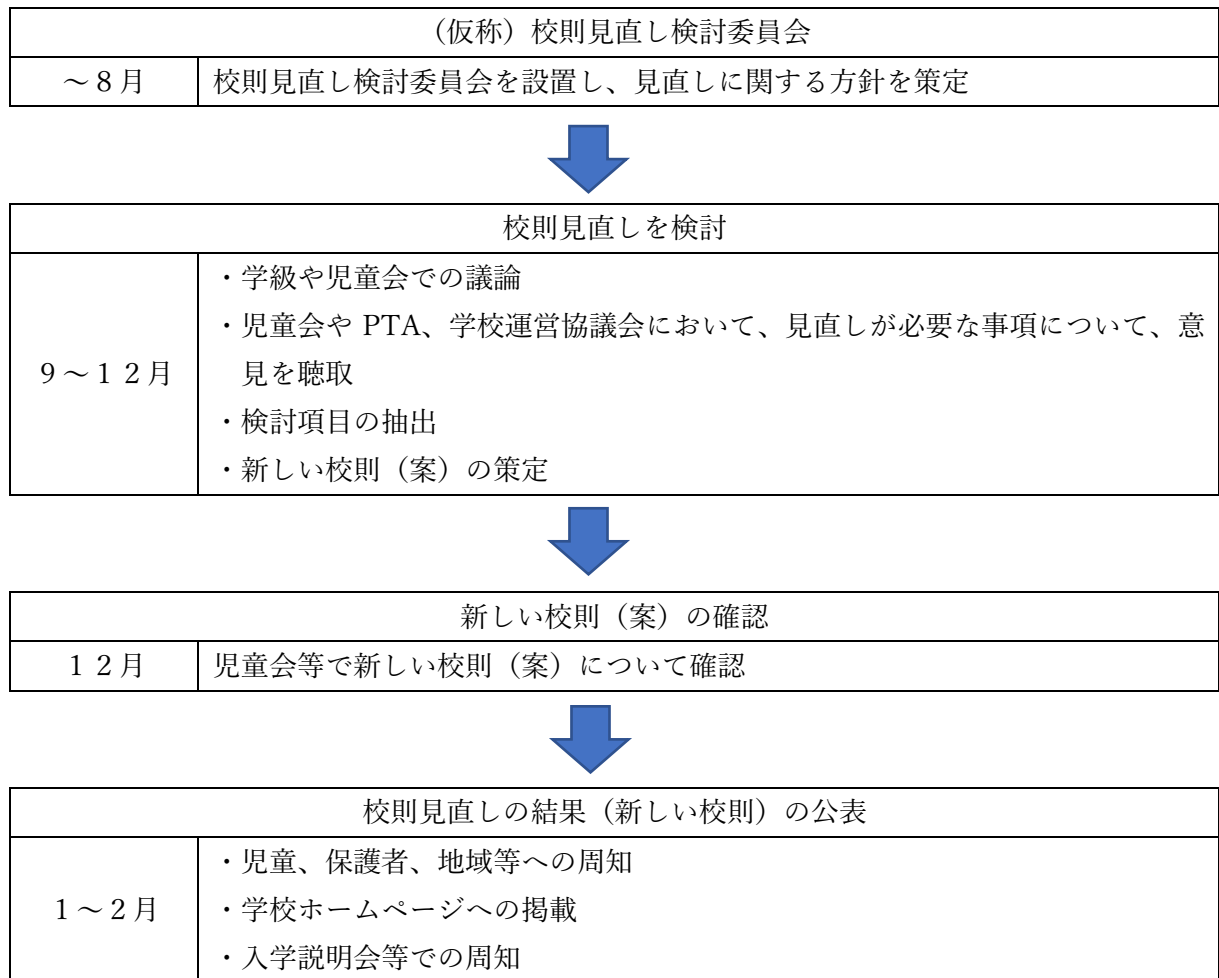 （仮称）校則見直し検討委員会
～８月 校則見直し検討委員会を設置し、見直しに関する方針を策定
校則見直しを検討
９～１２月
・学級や児童会での議論
・児童会や PTA、学校運営協議会において、見直しが必要な事項について、意
見を聴取
・検討項目の抽出
・新しい校則（案）の策定
新しい校則（案）の確認
１２月 児童会等で新しい校則（案）について確認
校則見直しの結果（新しい校則）の公表
１～２月
・児童、保護者、地域等への周知
・学校ホームページへの掲載
・入学説明会等での周知